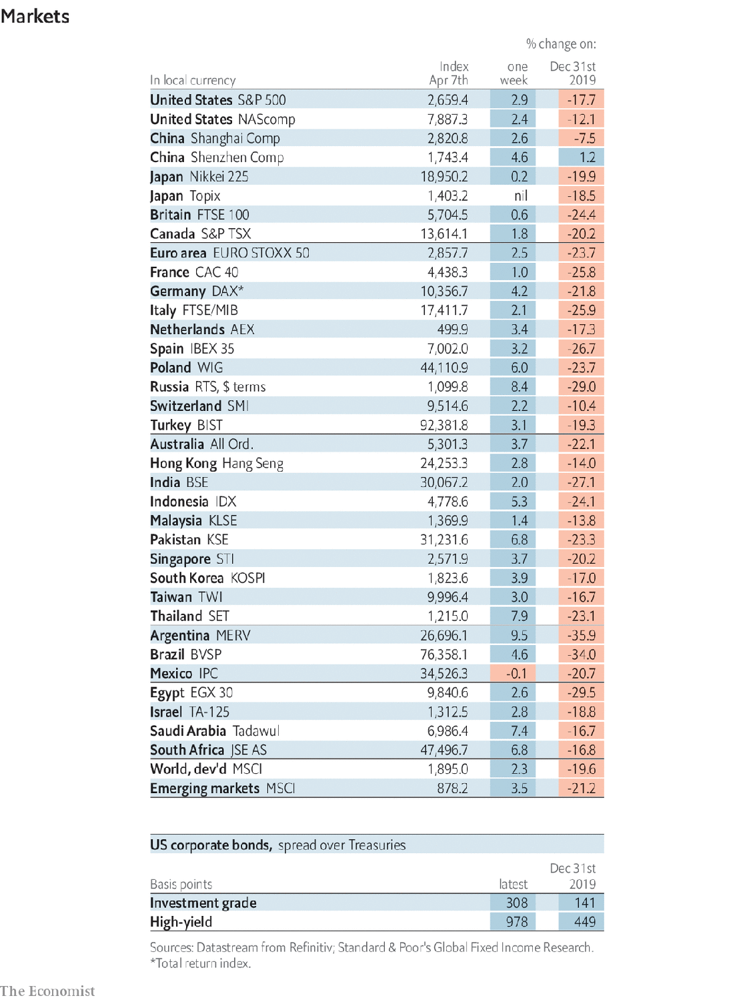 Markets
% change on:
Index one Dec 31st
In local currency Apr 7th week 2019
United States S&P 500 2,659.4 2.9 -17.7
United States NAScomp 7,887.3 2.4 -12.1
China Shanghai Comp 2,820.8 2.6 -7.5
China Shenzhen Comp 1,743.4 4.6 1.2
Japan Nikkei 225 18,950.2 0.2 -19.9
Japan Topix 1,403.2 nil -18.5
Britain FTSE 100 5,704.5 0.6 -24.4
Canada S&P TSX 13,614.1 1.8 -20.2
Euro area EURO STOXX 50 2,857.7 2.5 -23.7
France CAC 40 4,438.3 1.0 -25.8
Germany DAX* 10,356.7 4.2 -21.8
Italy FTSE/MIB 17,411.7 2.1 -25.9
Netherlands AEX 499.9 3.4 -17.3
Spain IBEX 35 7,002.0 3.2 -26.7
Poland WIG 44,110.9 6.0 -23.7
Russia RTS, $ terms 1,099.8 8.4 -29.0
Switzerland SMI 9,514.6 2.2 -10.4
Turkey BIST 92,381.8 3.1 -19.3
Australia All Ord. 5,301.3 3.7 -22.1
Hong Kong Hang Seng 24,253.3 2.8 -14.0
India BSE 30,067.2 2.0 -27.1
Indonesia IDX 4,778.6 5.3 -24.1
Malaysia KLSE 1,369.9 1.4 -13.8
Pakistan KSE 31,231.6 6.8 -23.3
Singapore STI 2,571.9 3.7 -20.2
South Korea KOSPI 1,823.6 3.9 -17.0
Taiwan TWI 9,996.4 3.0 -16.7
Thailand SET 1,215.0 7.9 -23.1
Argentina MERV 26,696.1 9.5 -35.9
Brazil BVSP 76,358.1 4.6 -34.0
Mexico IPC 34,526.3 -0.1 -20.7
Egypt EGX 30 9,840.6 2.6 -29.5
Israel TA-125 1,312.5 2.8 -18.8
Saudi Arabia Tadawul 6,986.4 7.4 -16.7
South Africa JSE AS 47,496.7 6.8 -16.8
World, dev'd MSCI 1,895.0 2.3 -19.6
Emerging markets MSCI 878.2 3.5 -21.2
US corporate bonds, spread over Treasuries
Dec 31st
Basis points latest 2019
Investment grade 308 141
High-yield 978 449
Sources: Datastream from Refinitiv; Standard & Poor's Global Fixed Income Research.
*Total return index.
The Economist